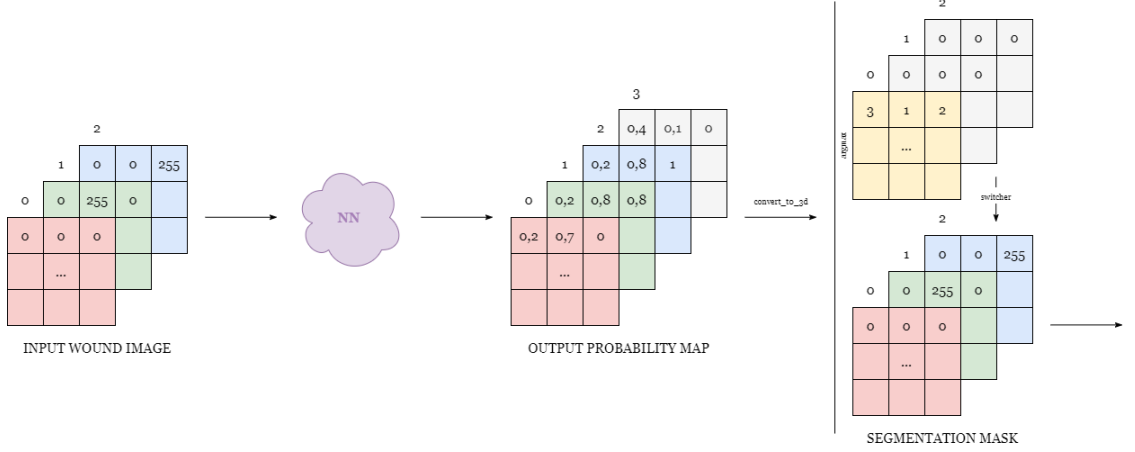 2
1 0 0 255
0 0 255 0
0 0 0
...
INPUT WOUND IMAGE
NN
3
2 0,4 0,1 0
1 0,2 0,8 1
0 0,2 0,8 0,8
0,2 0,7 0
...
OUTPUT PROBABILITY MAP
convert_to_3d
argmax
2
1 0 0 0
0 0 0 0
3 1 2
...
switcher
2
1 0 0 255
0 0 255 0
0 0 0
...
SEGMENTATION MASK